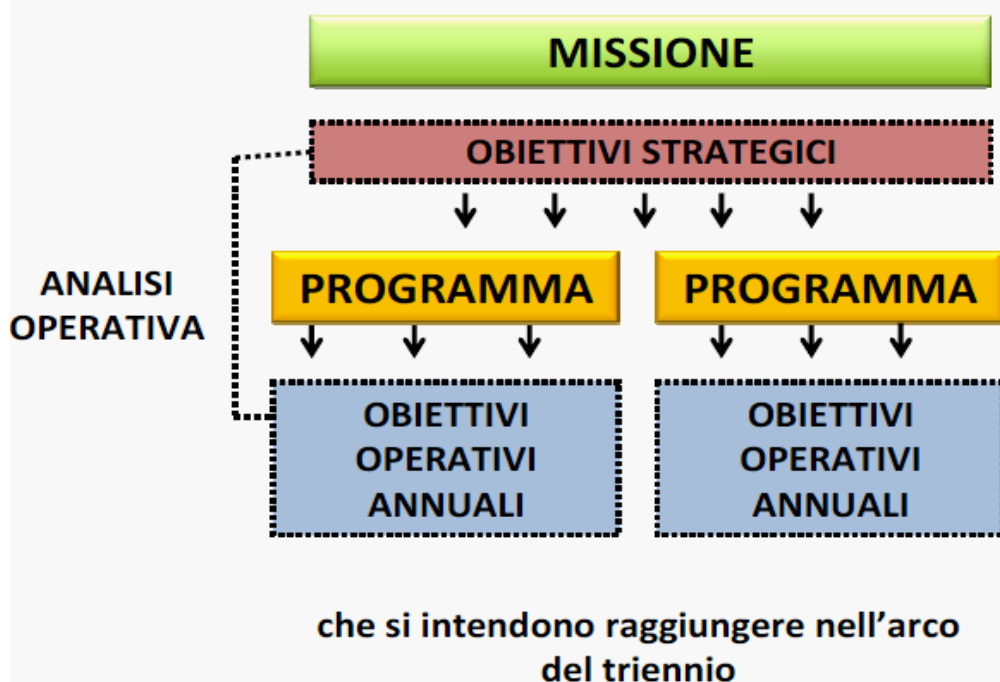 MISSIONE
OBIETTIVI STRATEGICI
ANALISI
OPERATIVA
PROGRAMMA
PROGRAMMA
OBIETTIVI
OPERATIVI
ANNUALI
OBIETTIVI
OPERATIVI
ANNUALI
che si intendono raggiungere nell'arco
del triennio